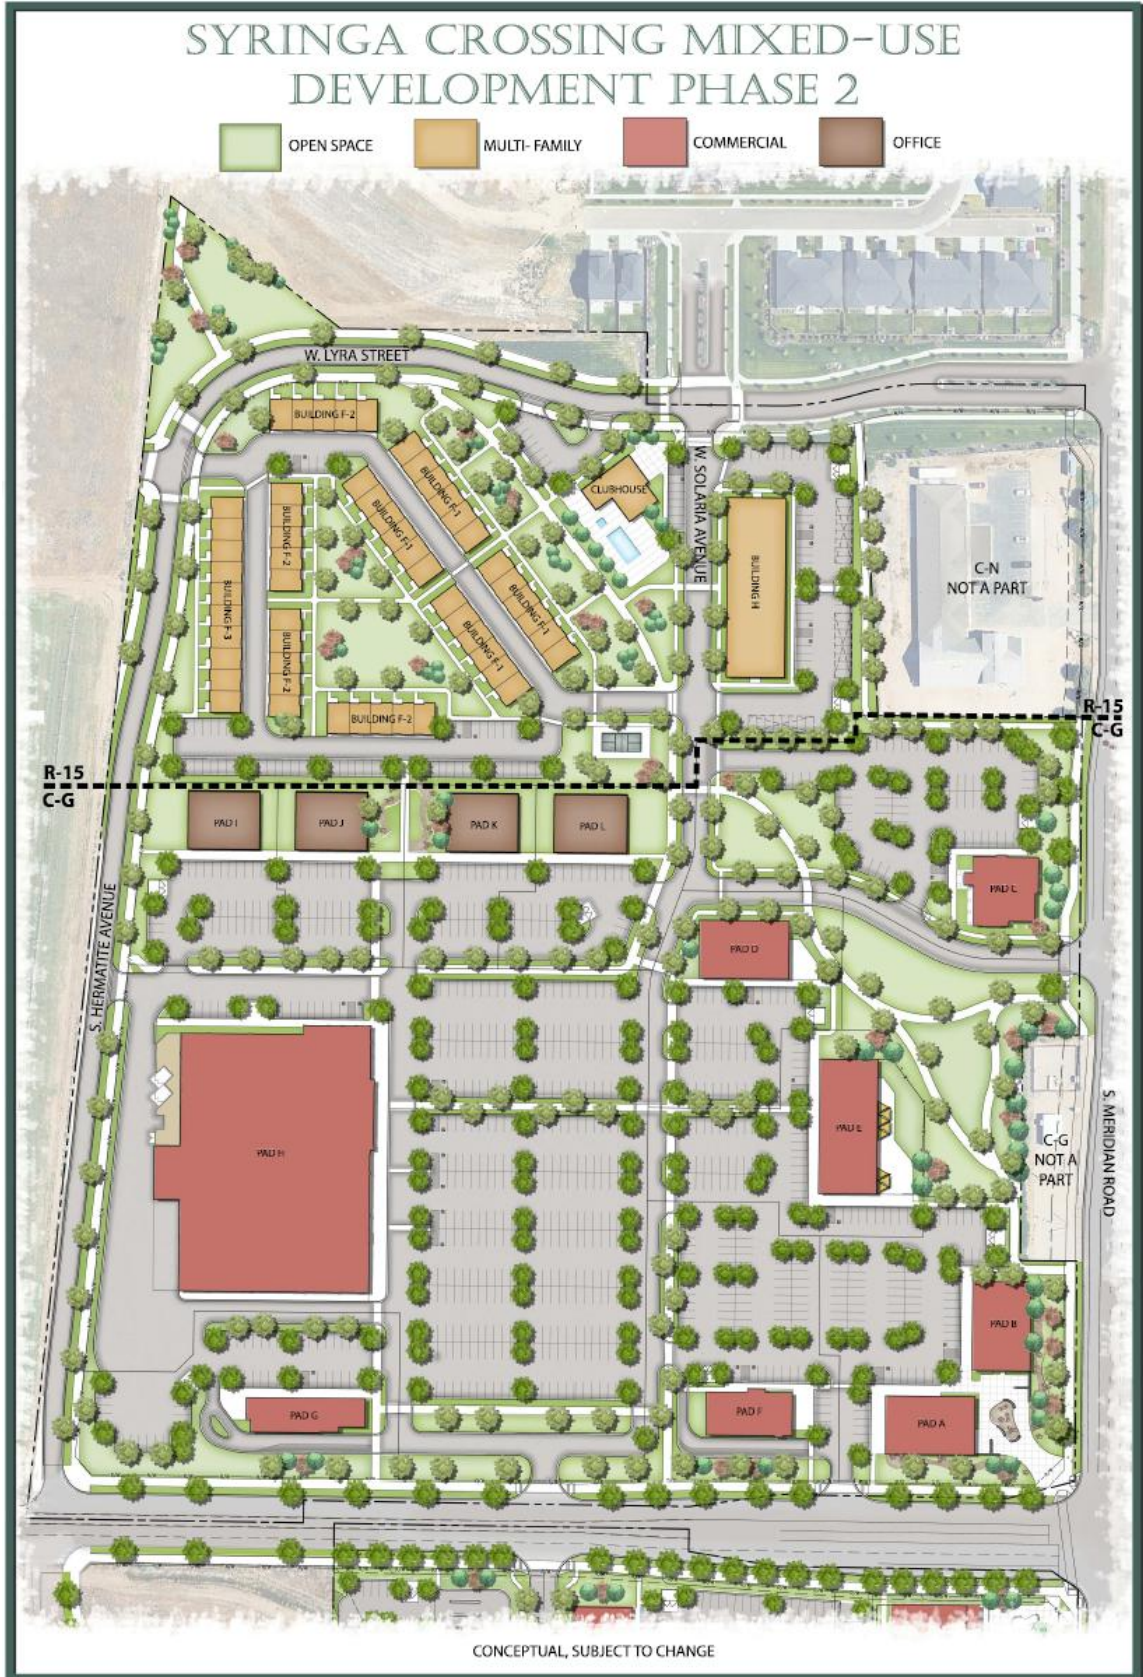 SYRINGA CROSSING MIXED-USE
DEVELOPMENT PHASE 2
OPEN SPACE
MULTI- FAMILY
COMMERCIAL
OFFICE
W. LYRA STREET
BUILDING F-2
W. SOLARIA AVENUE
BUILDING F-1
CLUBHOUSE
BUILDING F-1
BUILDING F-2
BUILDING H
C-N
NOT A PART
BUILDING F-3
BUILDING F-1
BUILDING F-1
BUILDING F-2
BUILDING F-2
R-15
C-G
R-15
C-G
PAD I
PAD J
PAD K
PAD L
PAD C
S. HERMATITE AVENUE
PAD D
PAD E
PAD H
C-G
NOT A
PART
S. MERIDIAN ROAD
PAD B
PAD G
PAD F
PAD A
CONCEPTUAL, SUBJECT TO CHANGE